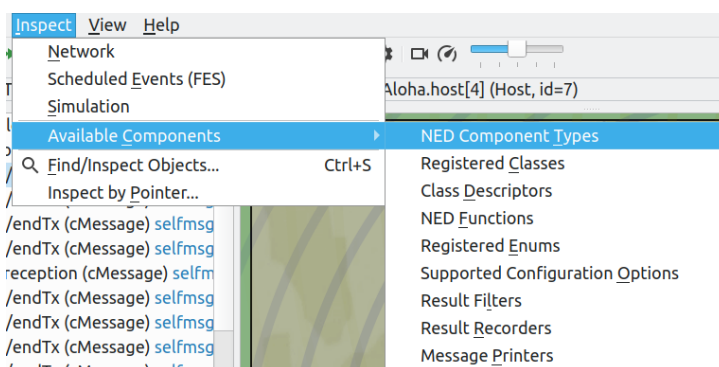 Inspect View Help
Network
Scheduled Events (FES)
Simulation
Aloha.host[4] (Host, id=7)
Available Components
NED Component Types
Find/Inspect Objects... Ctrl+S
Registered Classes
Inspect by Pointer...
Class Descriptors
/endTx (cMessage) selfmsg
NED Functions
/endTx (cMessage) selfmsg
Registered Enums
reception (cMessage) selfm
Supported Configuration Options
/endTx (cMessage) selfmsg
Result Filters
/endTx (cMessage) selfmsg
Result Recorders
/endTx (cMessage) selfmsg
Message Printers